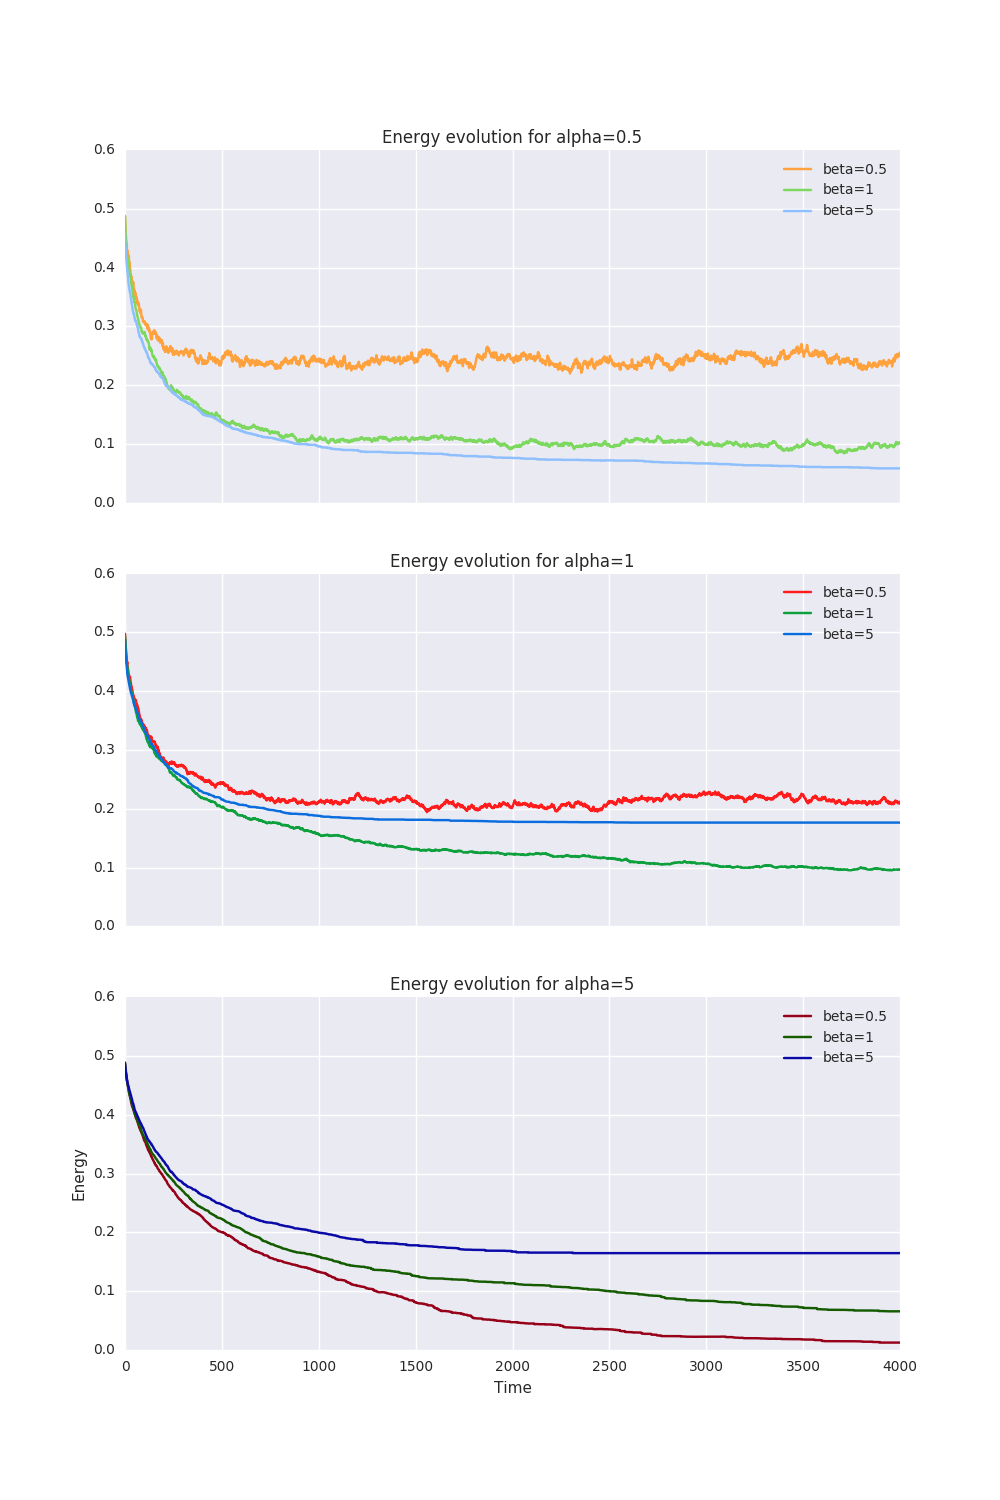 Energy evolution for alpha=0.5
0.6
0.5
0.4
0.3
0.2
0.1
0.0
beta=0.5
beta=1
beta=5
Energy evolution for alpha=1
0.6
0.5
0.4
0.3
0.2
0.1
0.0
beta=0.5
beta=1
beta=5
Energy evolution for alpha=5
0.6
0.5
0.4
0.3
0.2
0.1
0.0
beta=0.5
beta=1
beta=5
Energy
0 500 1000 1500 2000 2500 3000 3500 4000
Time